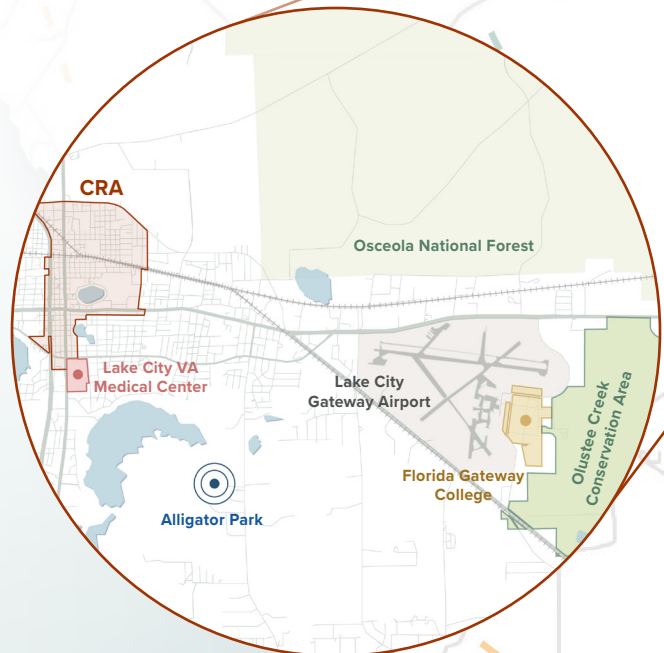 CRA
Osceola National Forest
Lake City VA
Medical Center
Lake City
Gateway Airport
Olustee Creek
Conservation Area
Florida Gateway
College
Alligator Park